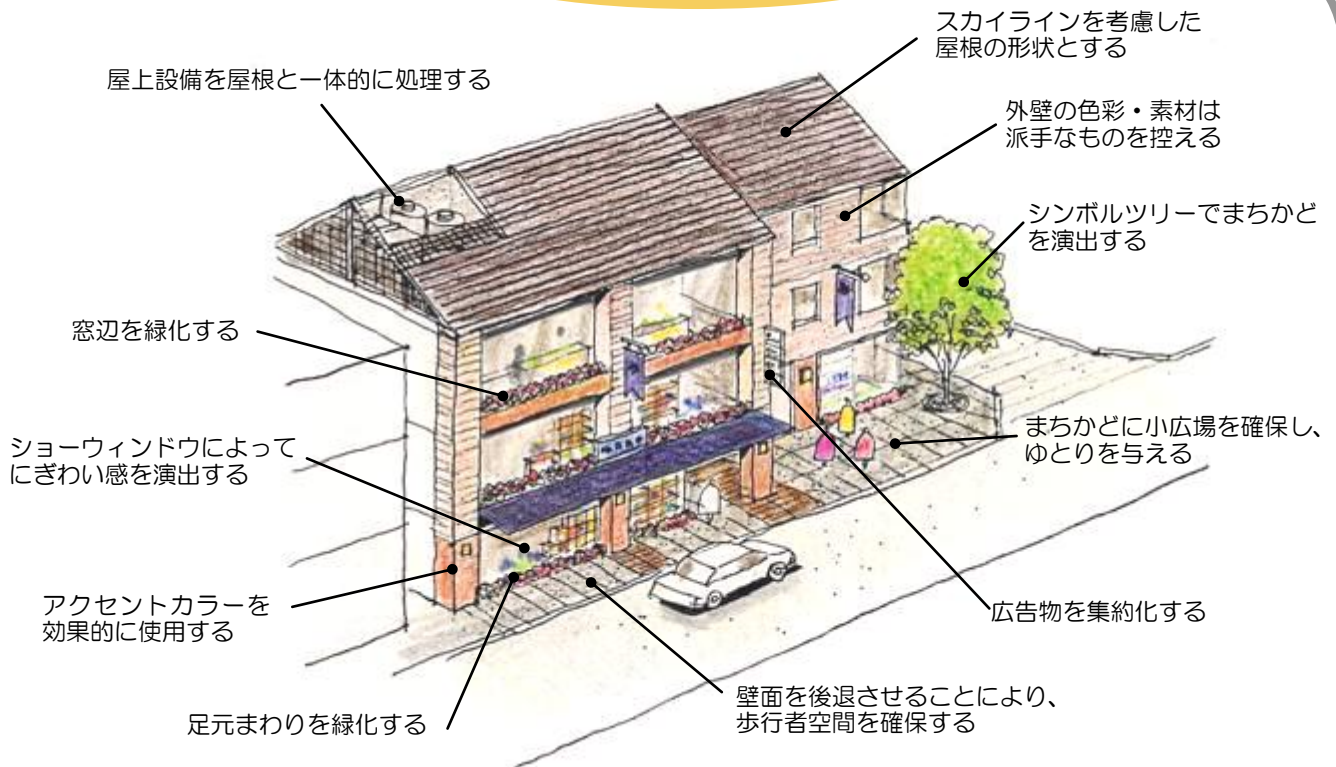 スカイラインを考慮した
屋根の形状とする
屋上設備を屋根と一体的に処理する
外壁の色彩・素材は
派手なものを控える
シンボルツリーでまちかど
を演出する
窓辺を緑化する
ショーウィンドウによって
にぎわい感を演出する
まちかどに小広場を確保し、
ゆとりを与える
アクセントカラーを
効果的に使用する
広告物を集約化する
足元まわりを緑化する
壁面を後退させることにより、
歩行者空間を確保する